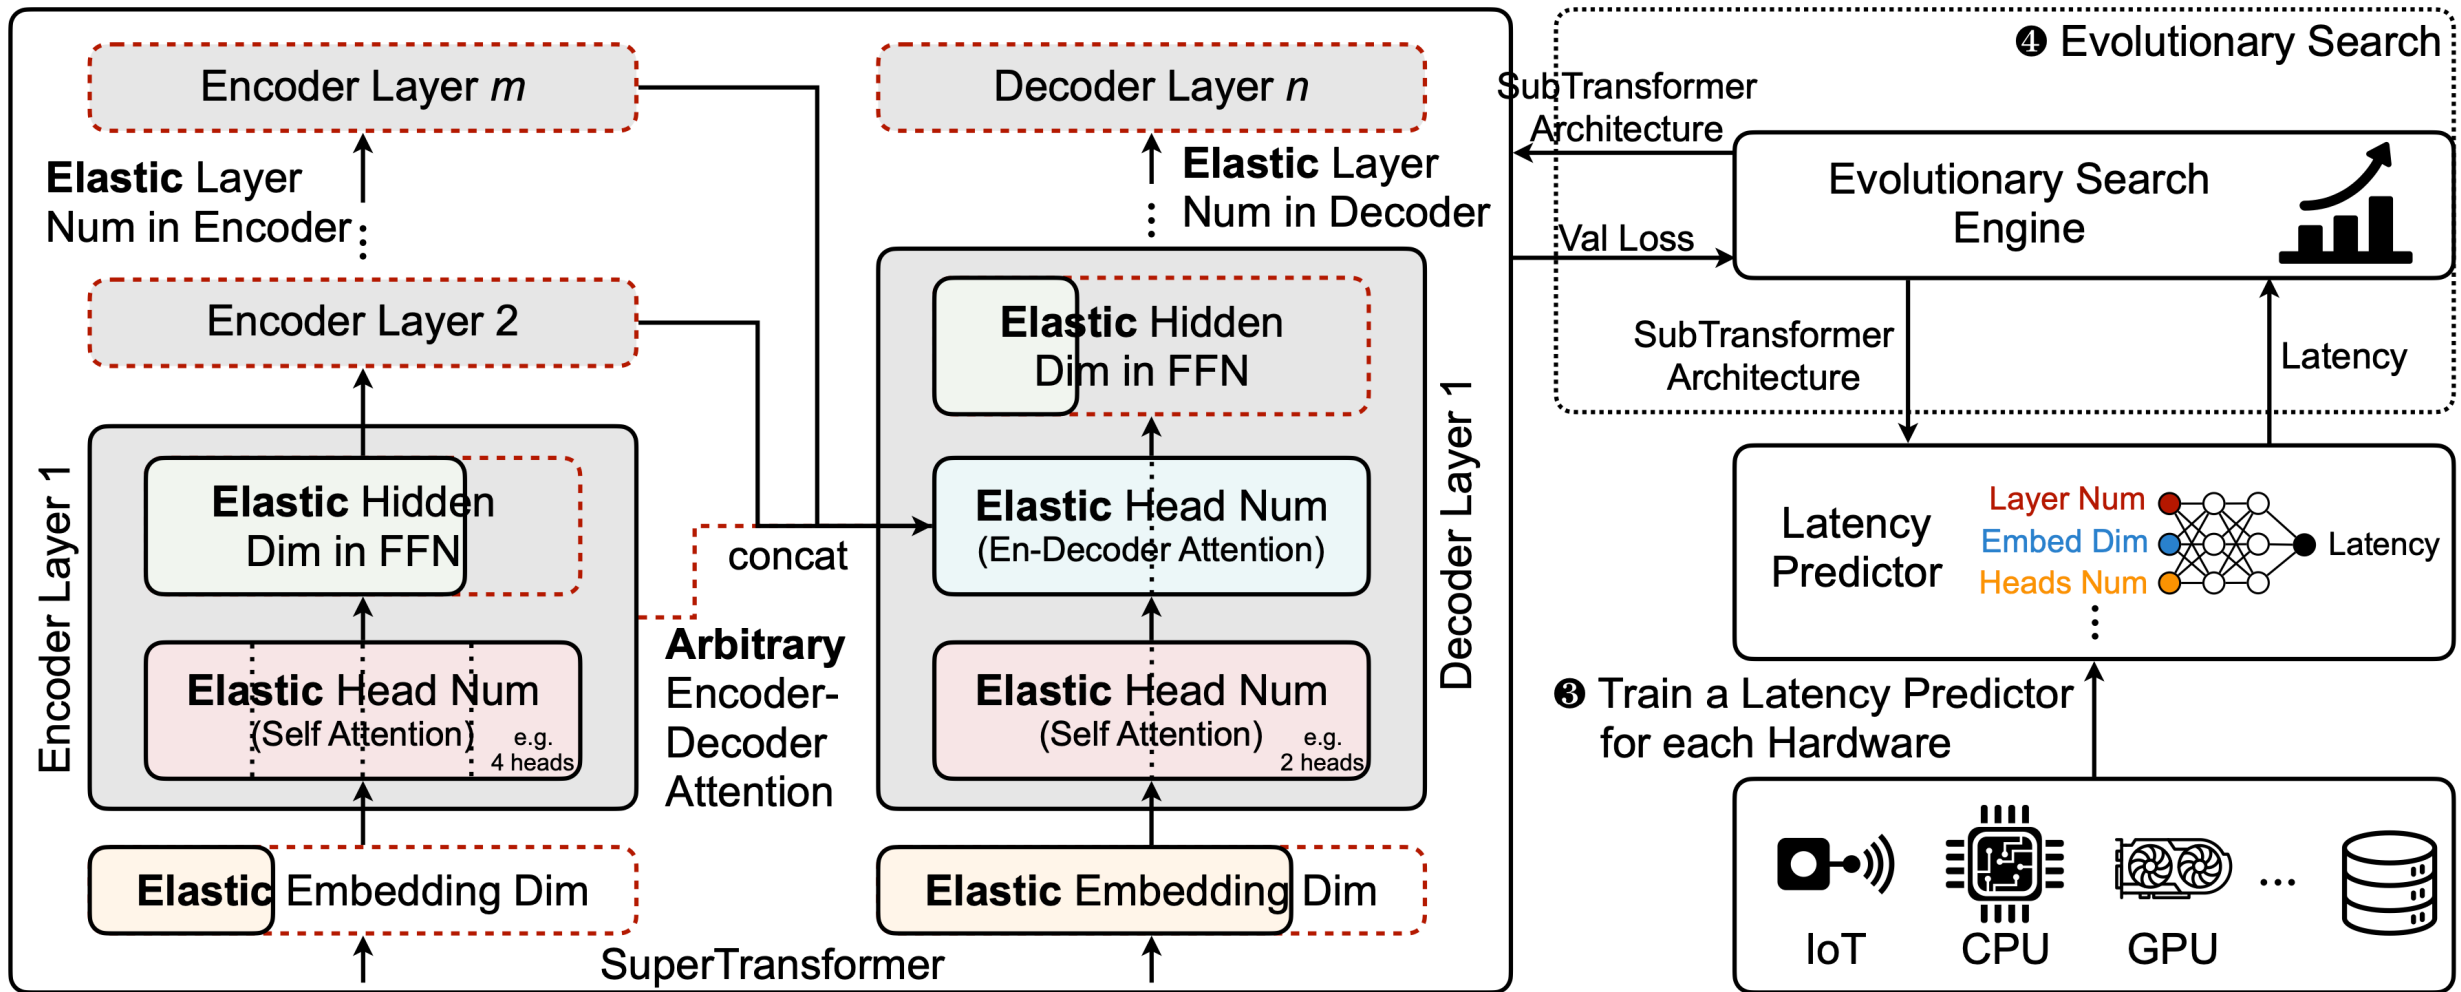 Encoder Layer m
Elastic Layer
Num in Encoder
Encoder Layer 2
Encoder Layer 1
Elastic Hidden
Dim in FFN
Elastic Head Num
(Self Attention)
e.g.
4 heads
Elastic Embedding Dim
concat
Arbitrary
Encoder-
Decoder
Attention
Decoder Layer n
Elastic Layer
Num in Decoder
Elastic Hidden
Dim in FFN
Elastic Head Num
(En-Decoder Attention)
Elastic Head Num
(Self Attention)
e.g.
2 heads
Decoder Layer 1
Elastic Embedding Dim
SuperTransformer
❹ Evolutionary Search
SubTransformer
Architecture
Evolutionary Search
Engine
Val Loss
SubTransformer
Architecture
Latency
Latency
Predictor
Layer Num
Embed Dim
Heads Num
Latency
❸ Train a Latency Predictor
for each Hardware
IoT
CPU
GPU
...